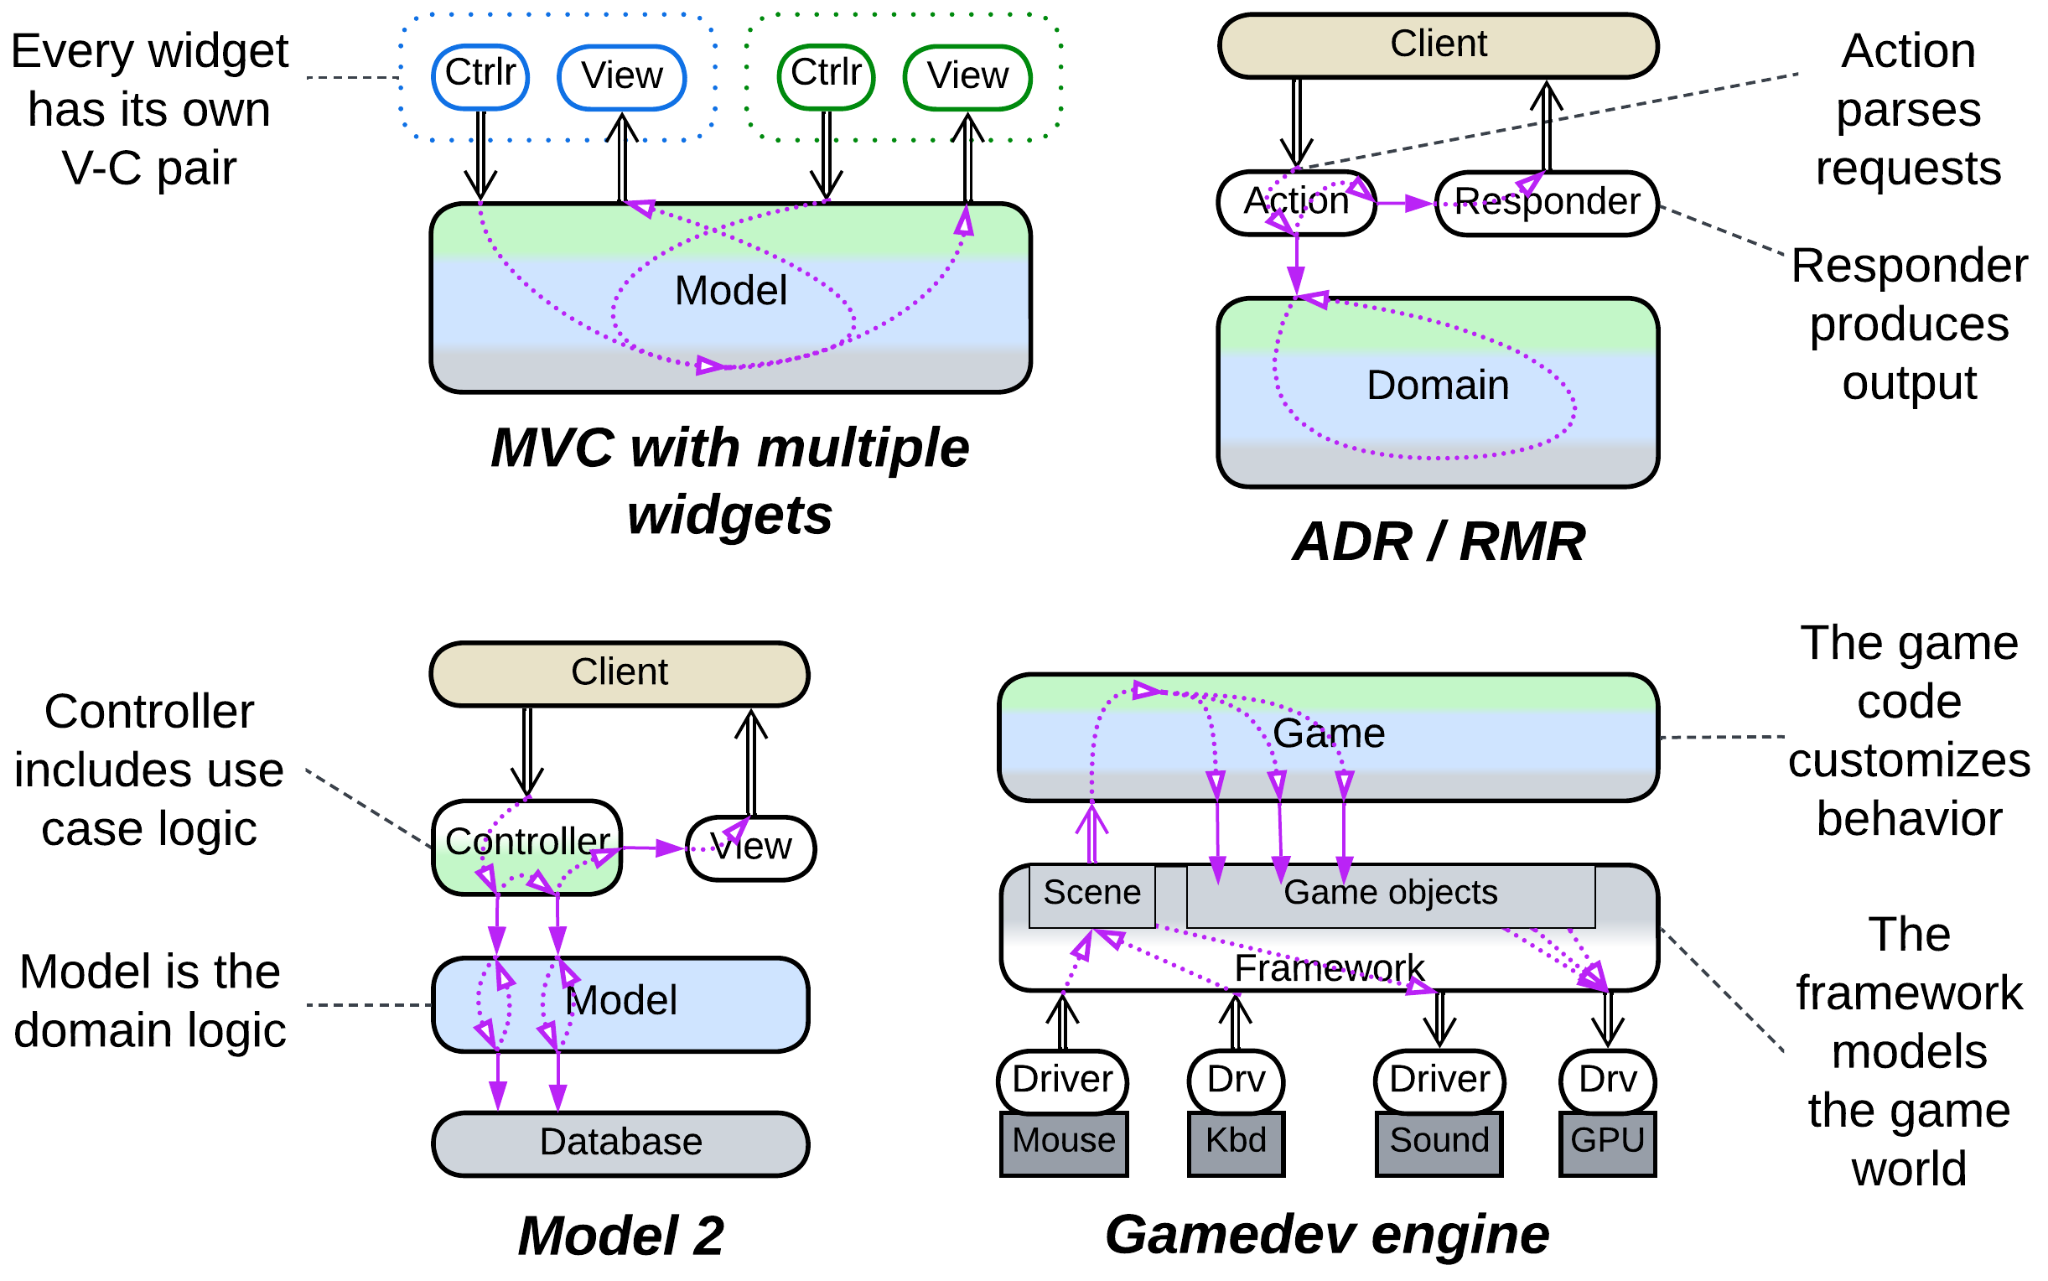 Every widget
has its own
V-C pair
Ctrlr
View
Ctrlr
View
Model
MVC with multiple
widgets
Client
Action
Responder
Domain
ADR / RMR
Action
parses
requests
Responder
produces
output
Controller
includes use
case logic
Model is the
domain logic
Client
Controller
View
Model
Database
Model 2
Game
Scene
Game objects
Framework
Driver
Drv
Driver
Drv
Mouse
Kbd
Sound
GPU
Gamedev engine
The game
code
customizes
behavior
The
framework
models
the game
world